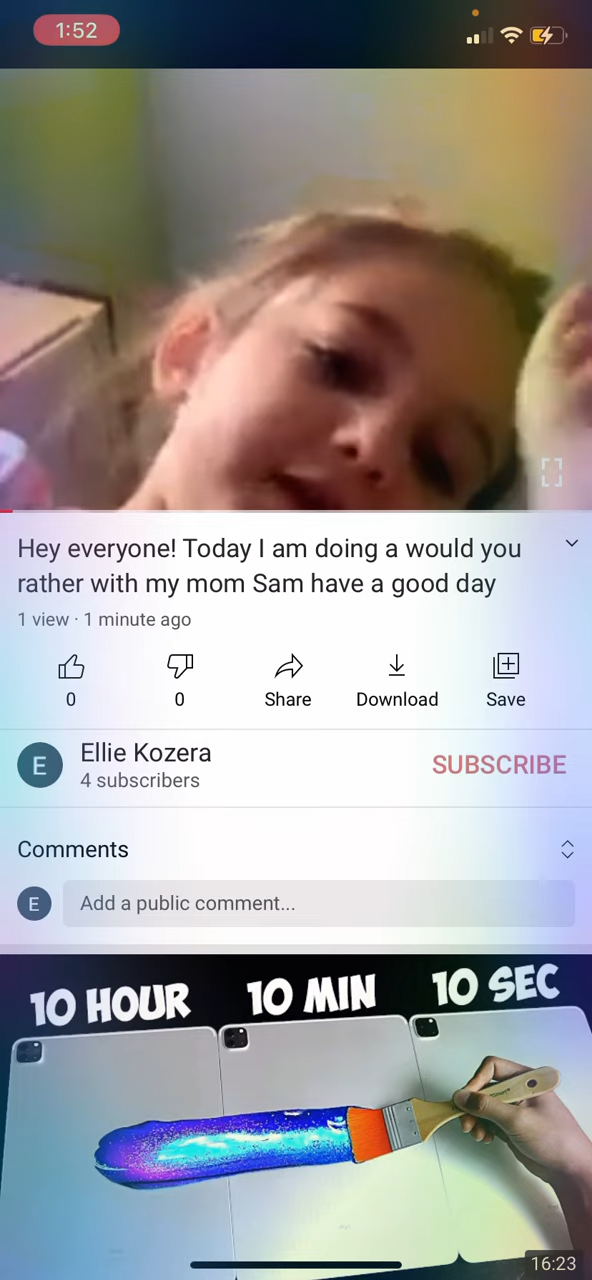 1:52
Hey everyone! Today I am doing a would you
rather with my mom Sam have a good day
1 view · 1 minute ago
0
0
Share
Download
Save
E
Ellie Kozera
4 subscribers
SUBSCRIBE
Comments
E
Add a public comment...
10 HOUR
10 MIN
10 SEC
16:23